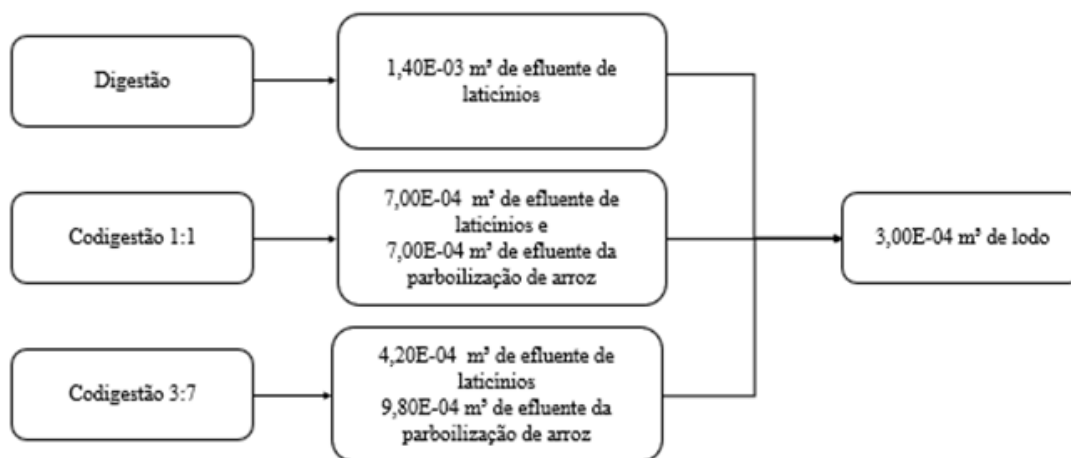 Digestão
1,40E-03 m³ de efluente de
laticínios
Codigestão 1:1
7,00E-04 m³ de efluente de
laticínios e
7,00E-04 m³ de efluente da
parboilização de arroz
3,00E-04 m³ de lodo
Codigestão 3:7
4,20E-04 m³ de efluente de
laticínios
9,80E-04 m³ de efluente da
parboilização de arroz